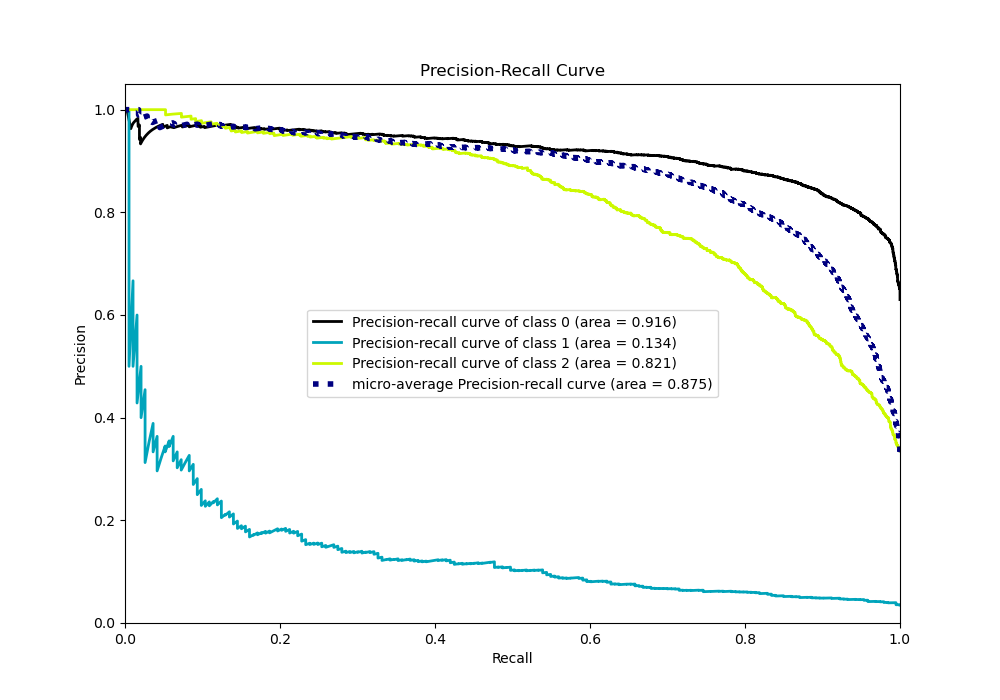 Precision-Recall Curve
1.0
0.8
0.6
0.4
0.2
0.0
Precision
Precision-recall curve of class 0 (area = 0.916)
Precision-recall curve of class 1 (area = 0.134)
Precision-recall curve of class 2 (area = 0.821)
micro-average Precision-recall curve (area = 0.875)
0.0 0.2 0.4 0.6 0.8 1.0
Recall